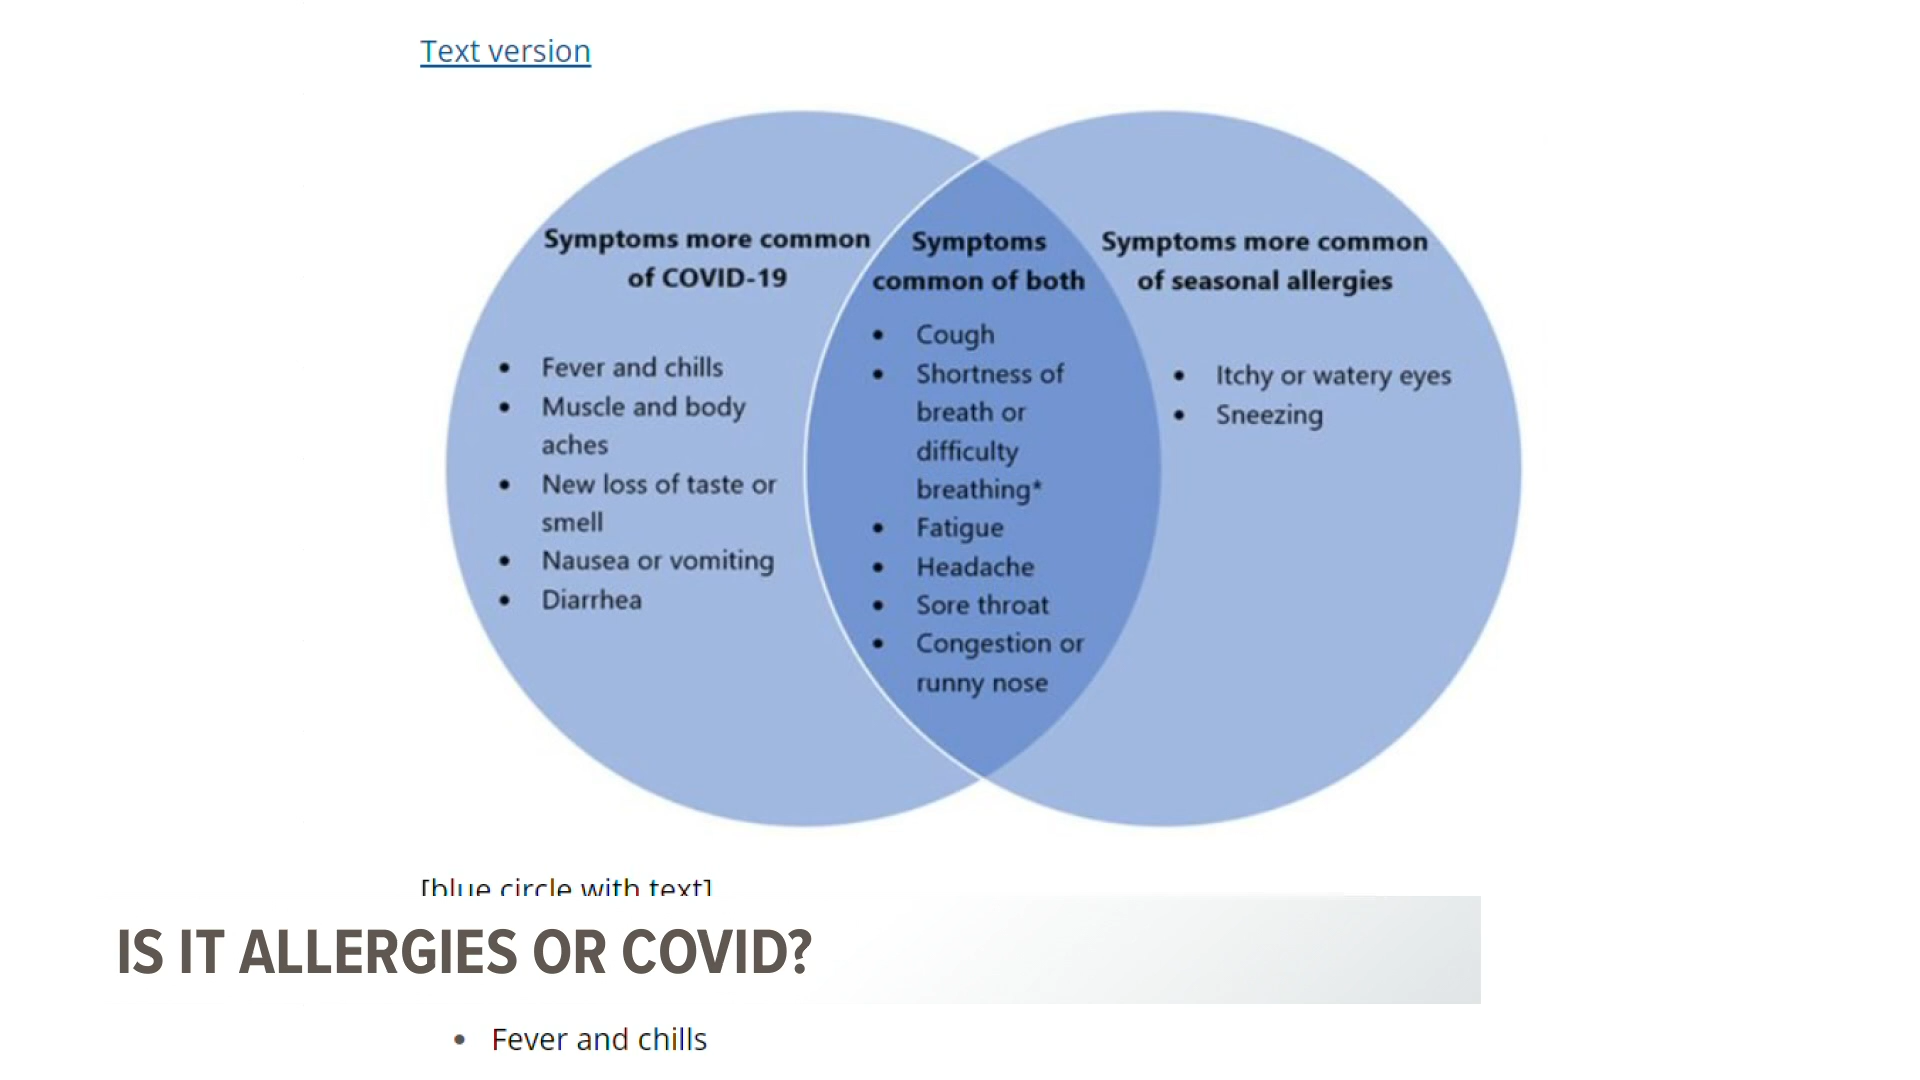 Text version
Symptoms more common
of COVID-19
• Fever and chills
• Muscle and body
aches
• New loss of taste or
smell
• Nausea or vomiting
• Diarrhea
Symptoms
common of both
• Cough
• Shortness of
breath or
difficulty
breathing*
• Fatigue
• Headache
• Sore throat
• Congestion or
runny nose
Symptoms more common
of seasonal allergies
• Itchy or watery eyes
• Sneezing
[blue circle with text]
IS IT ALLERGIES OR COVID?
• Fever and chills